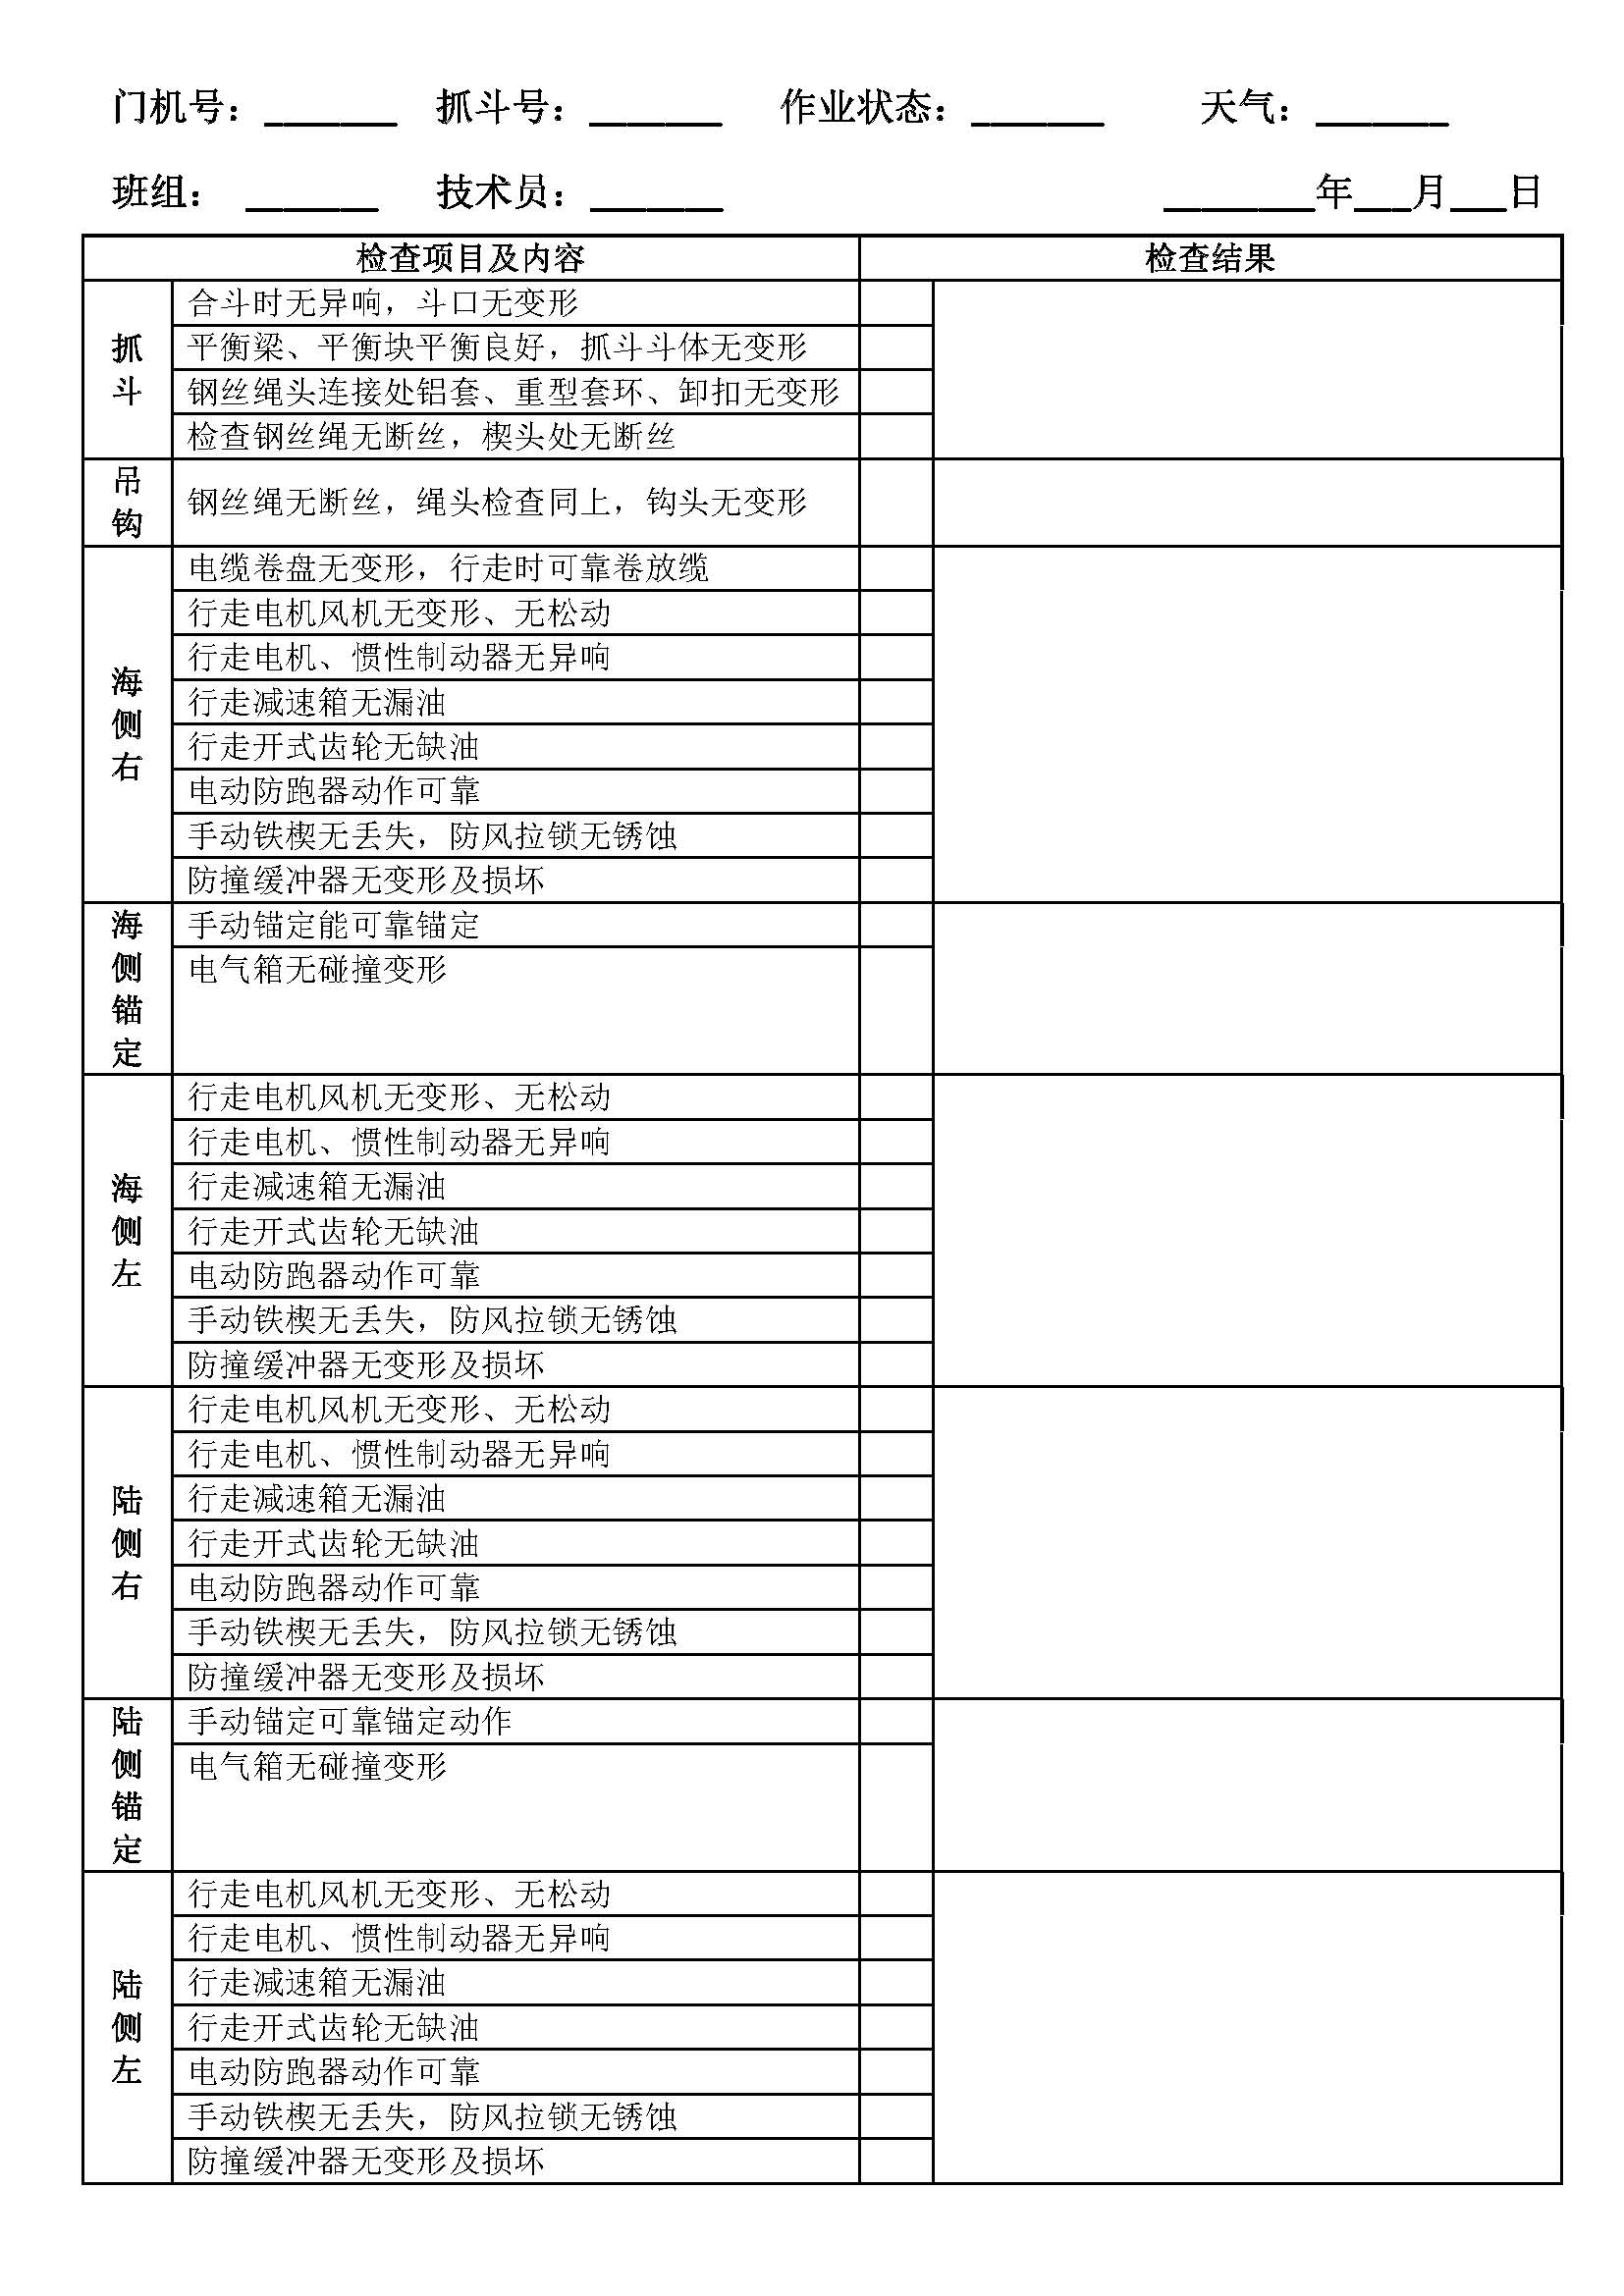 门机号：_______ 抓斗号：_______ 作业状态：_______ 天气：_______
班组： _______ 技术员：_______ ________年___月___日
检查项目及内容 检查结果
抓斗
合斗时无异响，斗口无变形
平衡梁、平衡块平衡良好，抓斗斗体无变形
钢丝绳头连接处铝套、重型套环、卸扣无变形
检查钢丝绳无断丝，楔头处无断丝
吊钩
钢丝绳无断丝，绳头检查同上，钩头无变形
海侧右
电缆卷盘无变形，行走时可靠卷放缆
行走电机风机无变形、无松动
行走电机、惯性制动器无异响
行走减速箱无漏油
行走开式齿轮无缺油
电动防跑器动作可靠
手动铁楔无丢失，防风拉锁无锈蚀
防撞缓冲器无变形及损坏
海侧锚定
手动锚定能可靠锚定
电气箱无碰撞变形
海侧左
行走电机风机无变形、无松动
行走电机、惯性制动器无异响
行走减速箱无漏油
行走开式齿轮无缺油
电动防跑器动作可靠
手动铁楔无丢失，防风拉锁无锈蚀
防撞缓冲器无变形及损坏
陆侧右
行走电机风机无变形、无松动
行走电机、惯性制动器无异响
行走减速箱无漏油
行走开式齿轮无缺油
电动防跑器动作可靠
手动铁楔无丢失，防风拉锁无锈蚀
防撞缓冲器无变形及损坏
陆侧锚定
手动锚定可靠锚定动作
电气箱无碰撞变形
陆侧左
行走电机风机无变形、无松动
行走电机、惯性制动器无异响
行走减速箱无漏油
行走开式齿轮无缺油
电动防跑器动作可靠
手动铁楔无丢失，防风拉锁无锈蚀
防撞缓冲器无变形及损坏